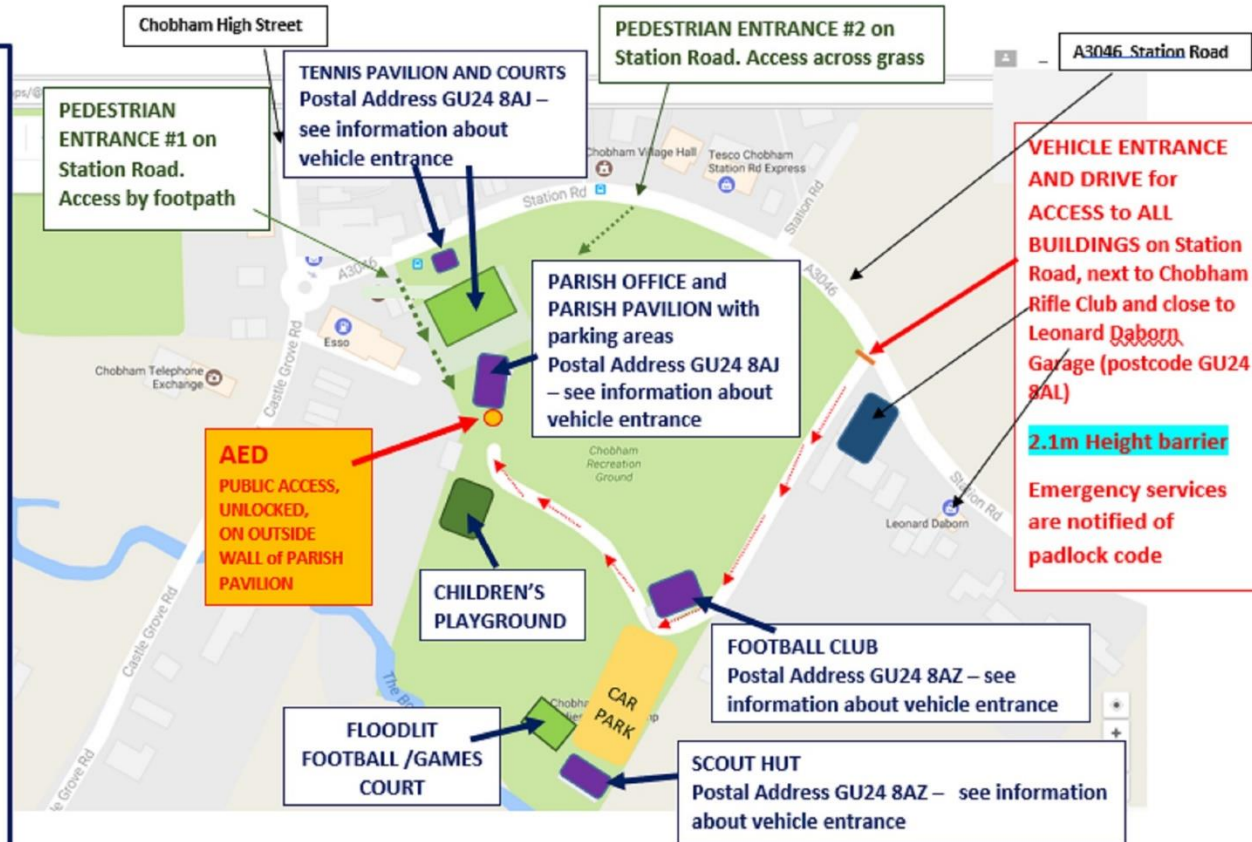 Chobham High Street
PEDESTRIAN ENTRANCE #2 on
Station Road. Access across grass
A3046 Station Road
TENNIS PAVILION AND COURTS
Postal Address GU24 8AJ –
see information about
vehicle entrance
PEDESTRIAN
ENTRANCE #1 on
Station Road.
Access by footpath
VEHICLE ENTRANCE
AND DRIVE for
ACCESS to ALL
BUILDINGS on Station
Road, next to Chobham
Rifle Club and close to
Leonard Daborn
Garage (postcode GU24
8AL)
2.1m Height barrier
Emergency services
are notified of
padlock code
Chobham Village Hall
Tesco Chobham
Station Rd Express
Station Rd
Station Rd
A3046
A3046
PARISH OFFICE and
PARISH PAVILION with
parking areas
Postal Address GU24 8AJ
– see information about
vehicle entrance
Esso
Chobham Telephone
Exchange
Castle Grove Rd
AED
PUBLIC ACCESS,
UNLOCKED,
ON OUTSIDE
WALL of PARISH
PAVILION
Chobham
Recreation
Ground
Leonard Daborn
Station Rd
CHILDREN'S
PLAYGROUND
FOOTBALL CLUB
Postal Address GU24 8AZ – see
information about vehicle entrance
Castle Grove Rd
CAR
PARK
FLOODLIT
FOOTBALL /GAMES
COURT
SCOUT HUT
Postal Address GU24 8AZ – see information
about vehicle entrance